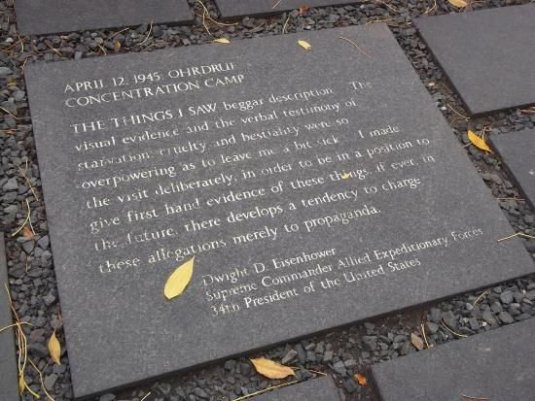 APRIL 12, 1945: OHRDRUF
CONCENTRATION CAMP
THE THINGS I SAW beggar description The
visual evidence and the verbal testimony of
starvation, cruelty and bestiality were so
overpowering as to leave me a bit sick I made
the visit deliberately, in order to be in a position to
give first hand evidence of these things if ever, in
the future, there develops a tendency to charge
these allegations merely to propaganda.
Dwight D. Eisenhower
Supreme Commander Allied Expeditionary Forces
34th President of the United States